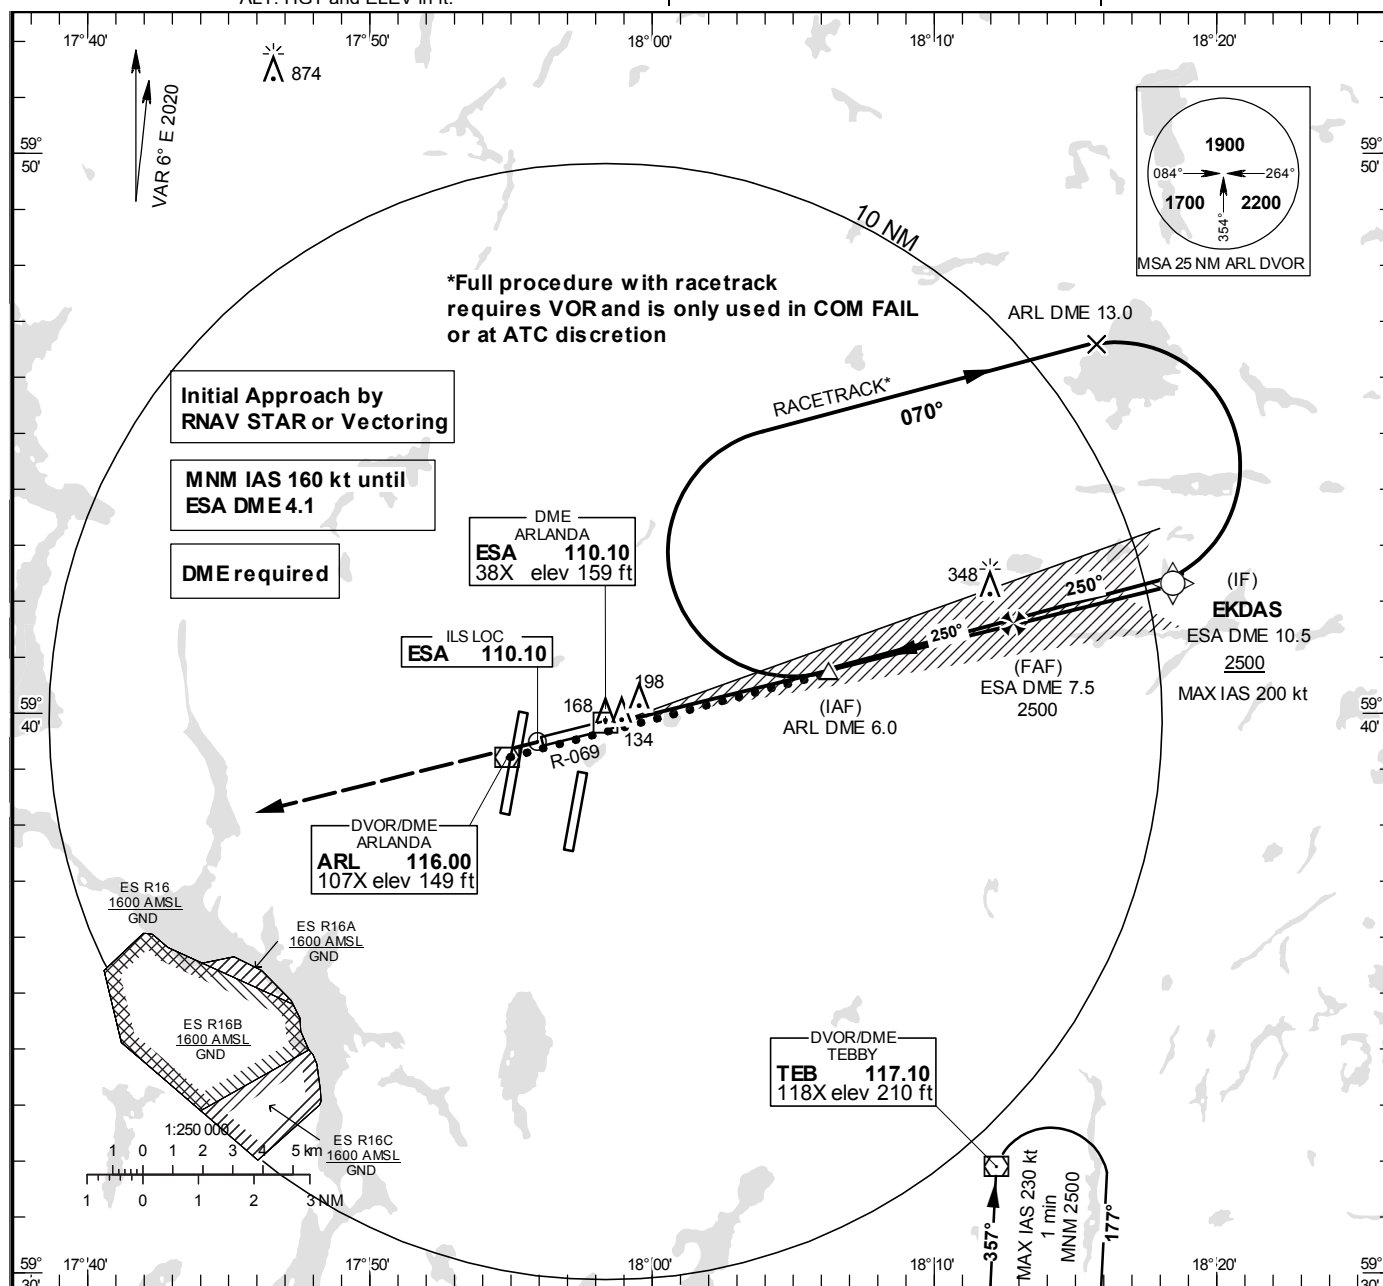 ALT. HGT and ELEV in ft.
17°40'
17°50'
18°00'
18°10'
18°20'
874
VAR 6° E 2020
59°
50'
59°
50'
1900
084°
264°
1700
2200
354°
MSA 25 NM ARL DVOR
10 NM
*Full procedure with racetrack
requires VOR and is only used in COM FAIL
or at ATC discretion
ARL DME 13.0
Initial Approach by
RNAV STAR or Vectoring
RACETRACK*
070°
MNM IAS 160 kt until
ESA DME 4.1
DME
ARLANDA
ESA 110.10
38X elev 159 ft
DME required
348
250°
(IF)
EKDAS
ESA DME 10.5
2500
MAX IAS 200 kt
250°
ILS LOC
ESA 110.10
(FAF)
ESA DME 7.5
2500
198
168
134
(IAF)
ARL DME 6.0
59°
40'
59°
40'
R-069
DVOR/DME
ARLANDA
ARL 116.00
107X elev 149 ft
ES R16
1600 AMSL
GND
ES R16A
1600 AMSL
GND
ES R16B
1600 AMSL
GND
DVOR/DME
TEBBY
TEB 117.10
118X elev 210 ft
1:250 000
ES R16C
1600 AMSL
GND
1 0 1 2 3 4 5 km
1 0 1 2 3 NM
357°
MAX IAS 230 kt
1 min
MNM 2500
177°
17°40'
17°50'
18°00'
18°10'
18°20'
59°
30'
59°
30'